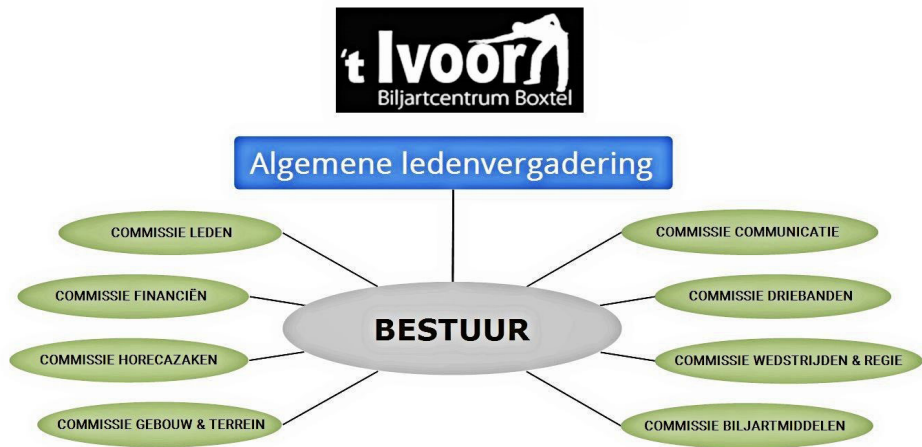 't Ivoor
Biljartcentrum Boxtel
Algemene ledenvergadering
COMMISSIE LEDEN
COMMISSIE COMMUNICATIE
COMMISSIE FINANCIËN
COMMISSIE DRIEBANDEN
BESTUUR
COMMISSIE HORECAZAKEN
COMMISSIE WEDSTRIJDEN & REGIE
COMMISSIE GEBOUW & TERREIN
COMMISSIE BILJARTMIDDELEN